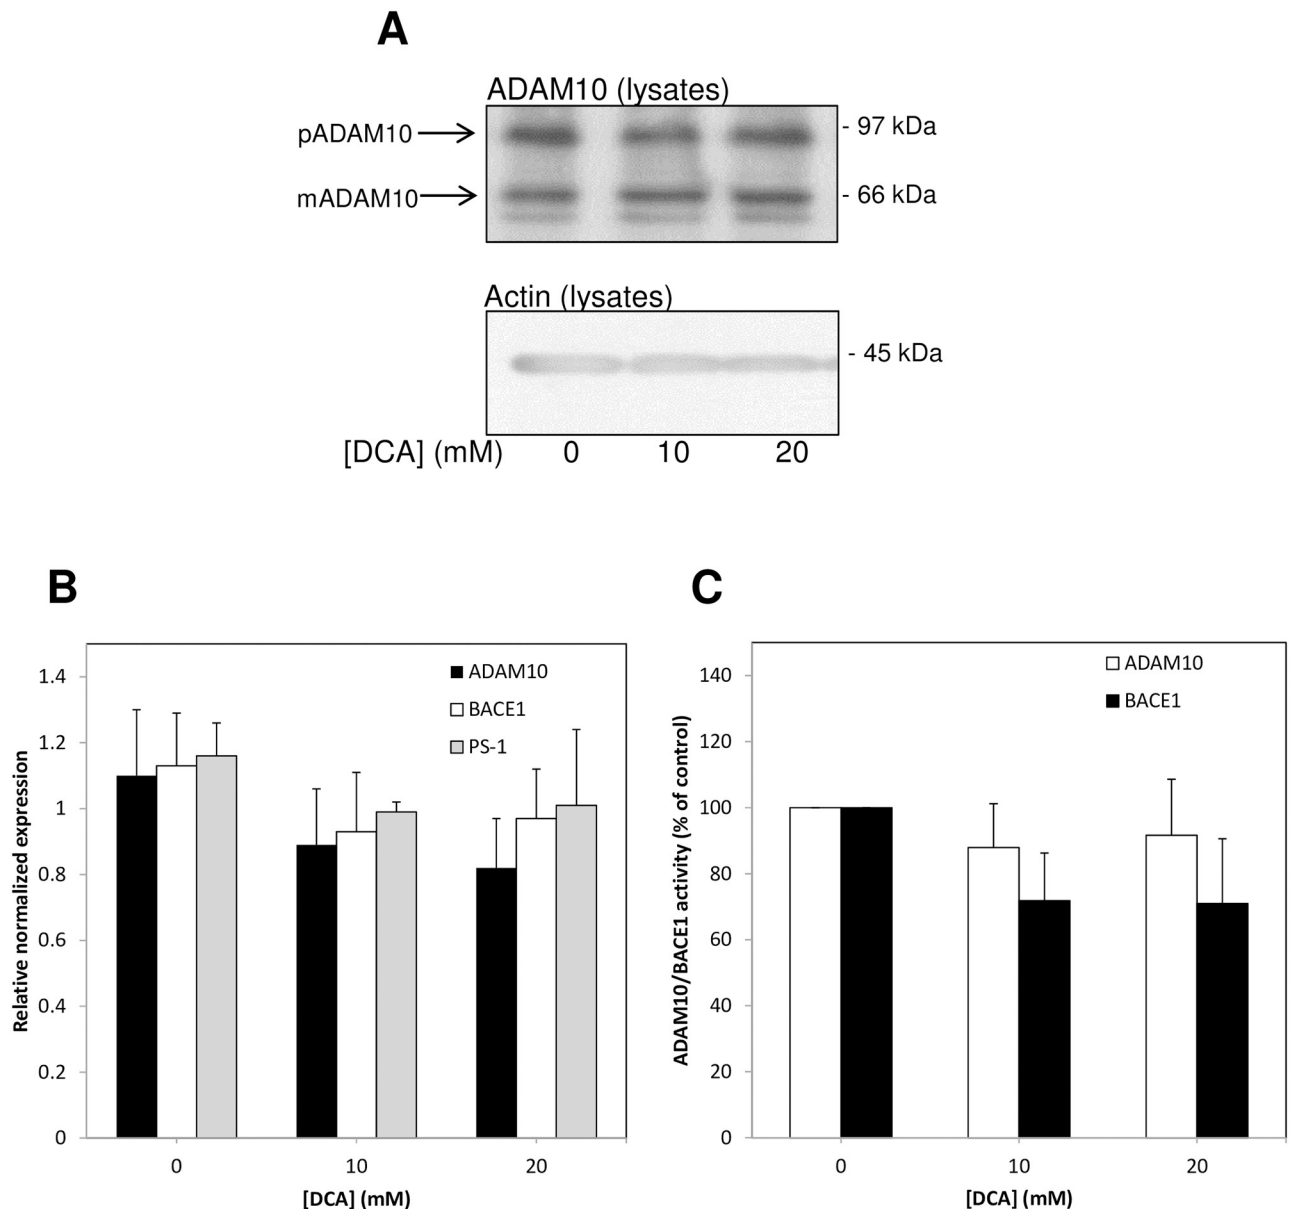 A
ADAM10 (lysates)
pADAM10
- 97 kDa
mADAM10
- 66 kDa
Actin (lysates)
- 45 kDa
[DCA] (mM) 0 10 20
B
Relative normalized expression
1.4
1.2
1
0.8
0.6
0.4
0.2
0
ADAM10
BACE1
PS-1
0 10 20
[DCA] (mM)
C
ADAM10/BACE1 activity (% of control)
140
120
100
80
60
40
20
0
ADAM10
BACE1
0 10 20
[DCA] (mM)